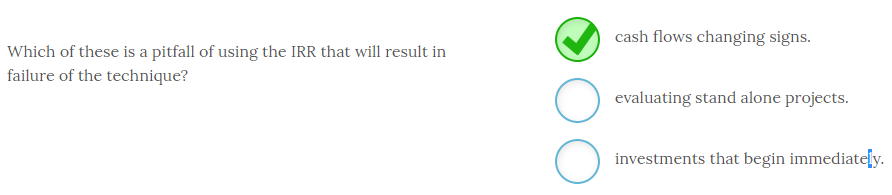 Which of these is a pitfall of using the IRR that will result in
failure of the technique?
cash flows changing signs.
evaluating stand alone projects.
investments that begin immediately.